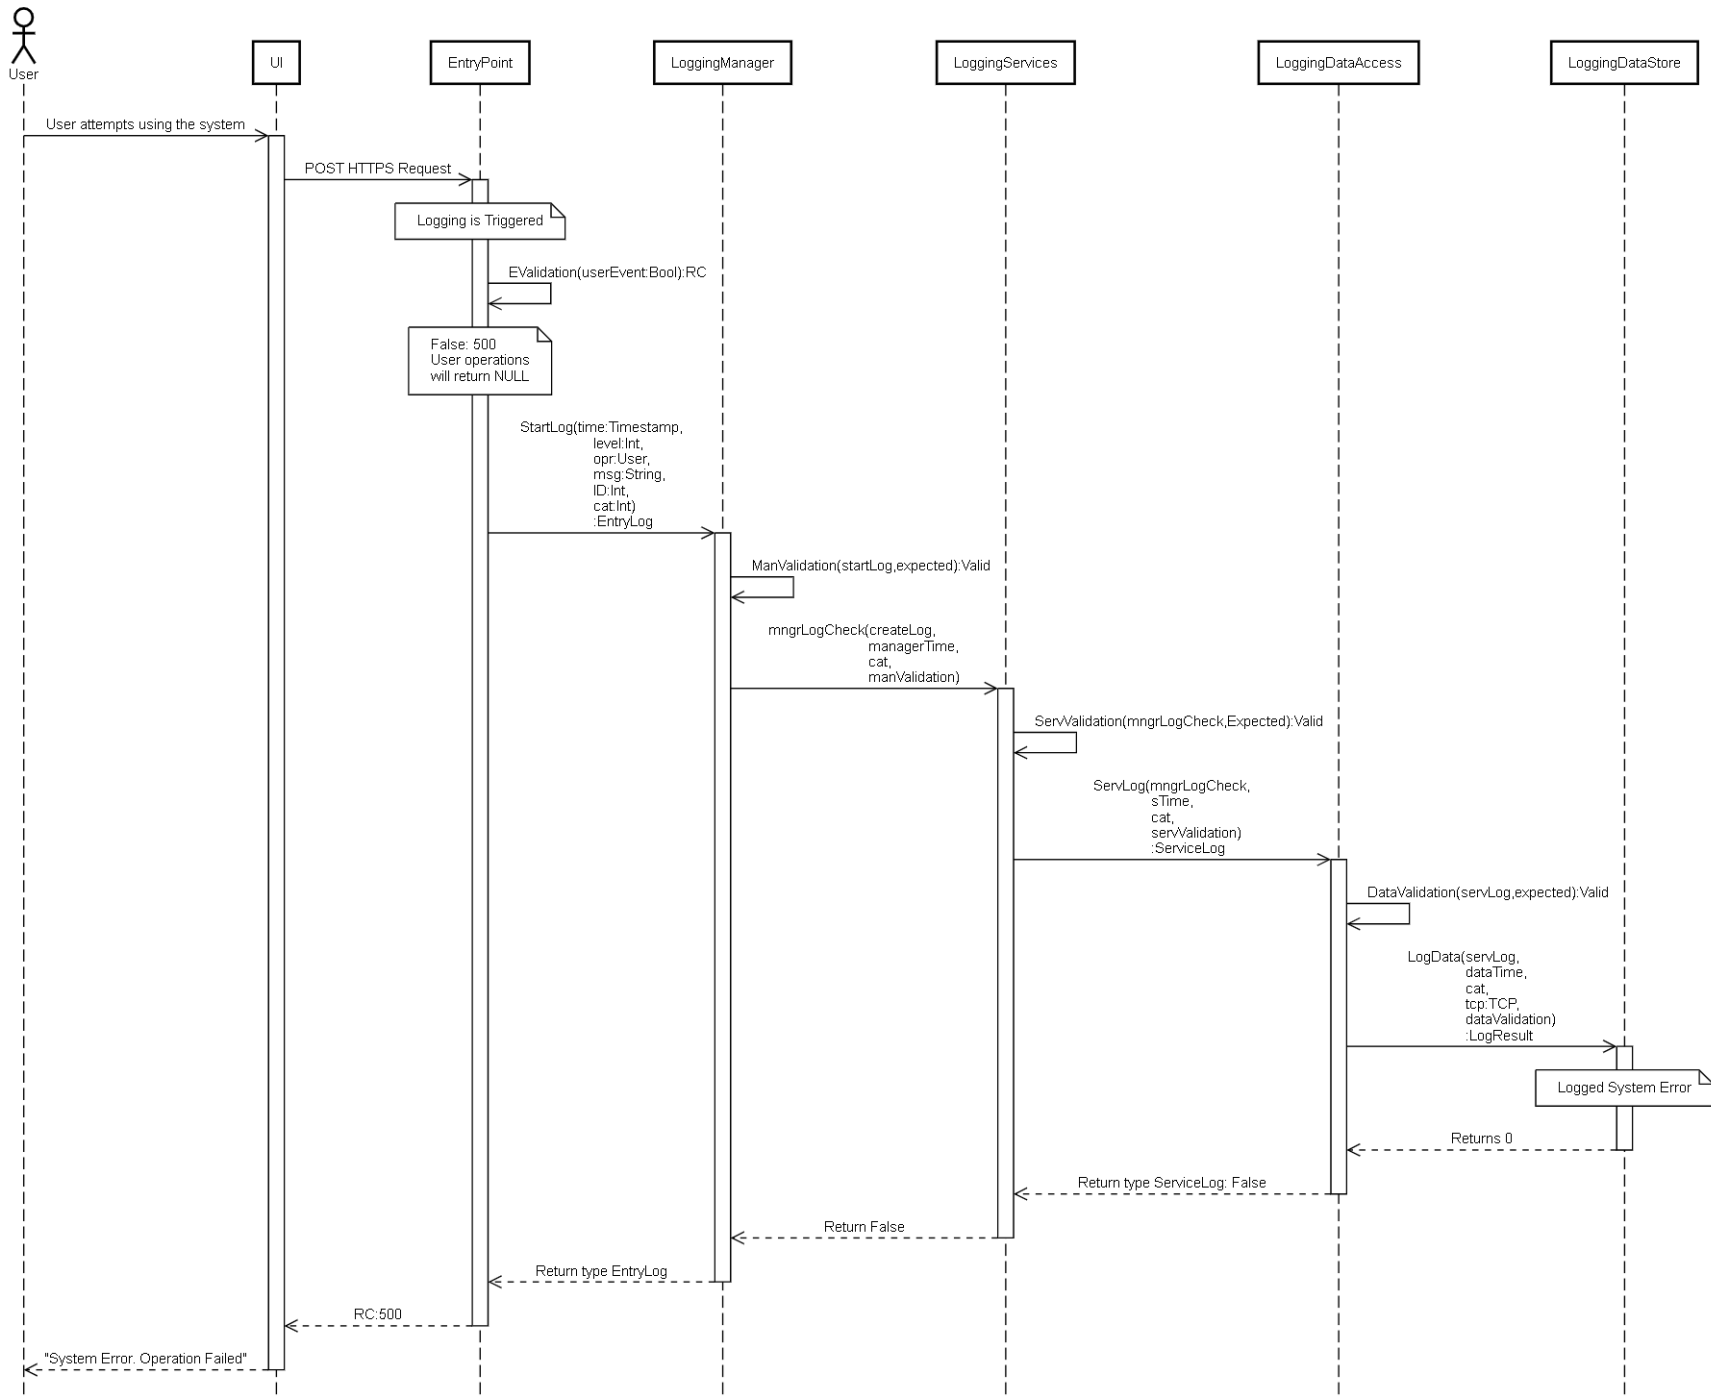 User
UI
EntryPoint
LoggingManager
LoggingServices
LoggingDataAccess
LoggingDataStore
User attempts using the system
POST HTTPS Request
Logging is Triggered
EValidation(userEvent:Bool):RC
False: 500
User operations
will return NULL
StartLog(time:Timestamp,
level:Int,
opr:User,
msg:String,
ID:Int,
cat:Int)
:EntryLog
ManValidation(startLog,expected):Valid
mngrLogCheck(createLog,
managerTime,
cat,
manValidation)
ServValidation(mngrLogCheck,Expected):Valid
ServLog(mngrLogCheck,
sTime,
cat,
servValidation)
:ServiceLog
DataValidation(servLog,expected):Valid
LogData(servLog,
dataTime,
cat,
tcp:TCP,
dataValidation)
:LogResult
Logged System Error
Returns 0
Return type ServiceLog: False
Return False
Return type EntryLog
RC:500
"System Error. Operation Failed"